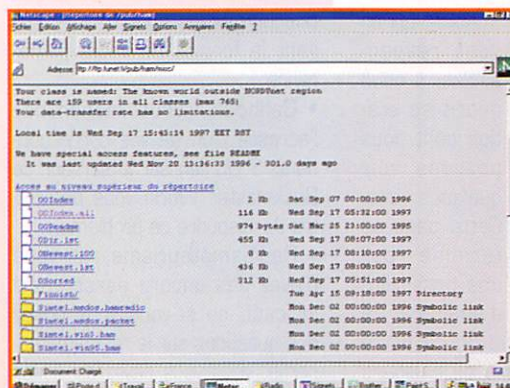 Netscape - [Répertoire de /pub/ham]
Fichier Edition Affichage Aller Signets Options Annuaires Fenêtre ?
Adresse
Your class is named: The known world outside NORDUnet region
There are 159 users in all classes (max 765)
Your data-transfer rate has no limitations.
Local time is Wed Sep 17 15:43:14 1997 EET DST
We have special access features, see file README
It was last updated Wed Nov 20 15:36:33 1996 - 301.0 days ago
Accès au niveau supérieur du répertoire
00Index 2 Kb Sat Sep 07 00:00:00 1996
00Index.all 116 Kb Wed Sep 17 05:32:00 1997
00Readme 974 bytes Sat Mar 25 23:00:00 1995
0Dir.lst 455 Kb Wed Sep 17 08:07:00 1997
0Newest.100 8 Kb Wed Sep 17 08:10:00 1997
0Newest.lst 436 Kb Wed Sep 17 08:08:00 1997
0Sorted 312 Kb Wed Sep 17 05:51:00 1997
Finnish/ Tue Apr 15 09:18:00 1997 Directory
Simtel.msdos.hamradio Mon Dec 02 00:00:00 1996 Symbolic link
Simtel.msdos.packet Mon Dec 02 00:00:00 1996 Symbolic link
Simtel.win3.ham Mon Dec 02 00:00:00 1996 Symbolic link
Simtel.win95.ham Mon Dec 02 00:00:00 1996 Symbolic link
Document: Chargé